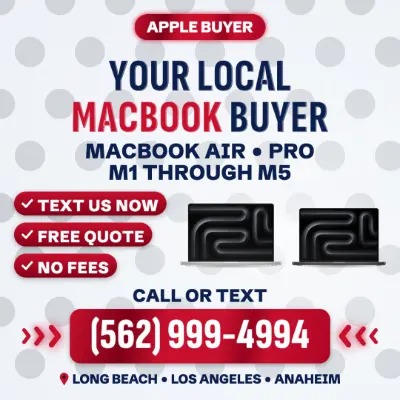 APPLE BUYER
YOUR LOCAL
MACBOOK BUYER
MACBOOK AIR • PRO
M1 THROUGH M5
✓ TEXT US NOW
✓ FREE QUOTE
✓ NO FEES
CALL OR TEXT
(562) 999-4994
LONG BEACH • LOS ANGELES • ANAHEIM